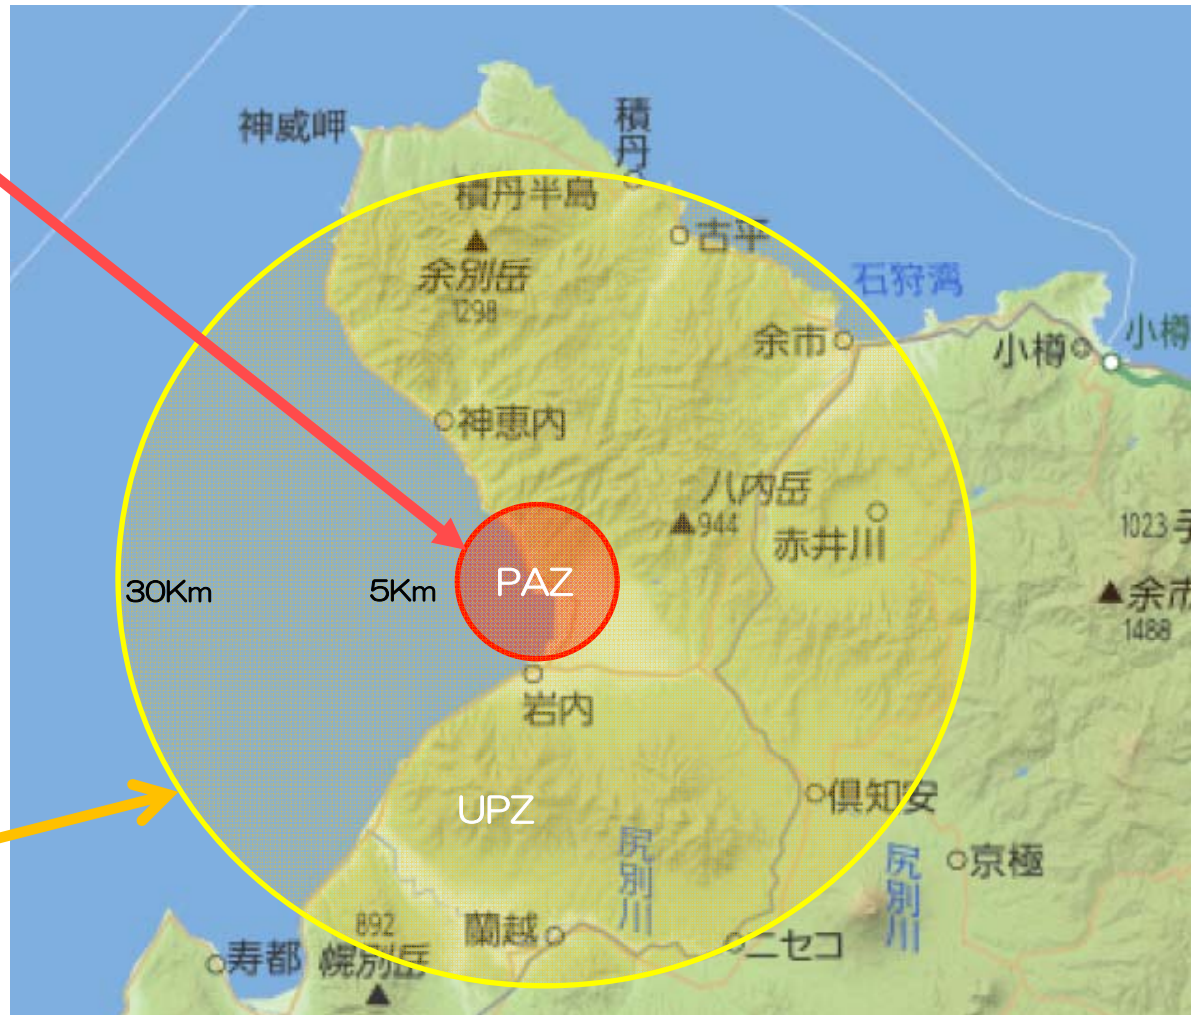 神威岬
積丹
積丹半島
余別岳
1298
古平
石狩湾
余市
小樽
小樽
神恵内
八内岳
944
赤井川
1023
余市
1488
30Km
5Km
PAZ
岩内
UPZ
倶知安
尻別川
尻別川
京極
892
蘭越
ニセコ
寿都
幌別岳